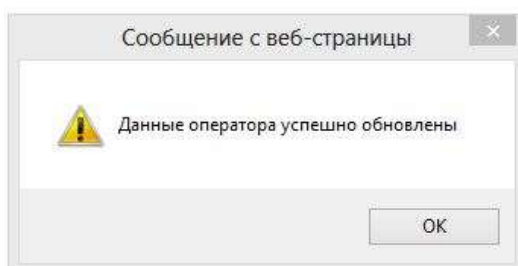 Сообщение с веб-страницы
Данные оператора успешно обновлены
OK